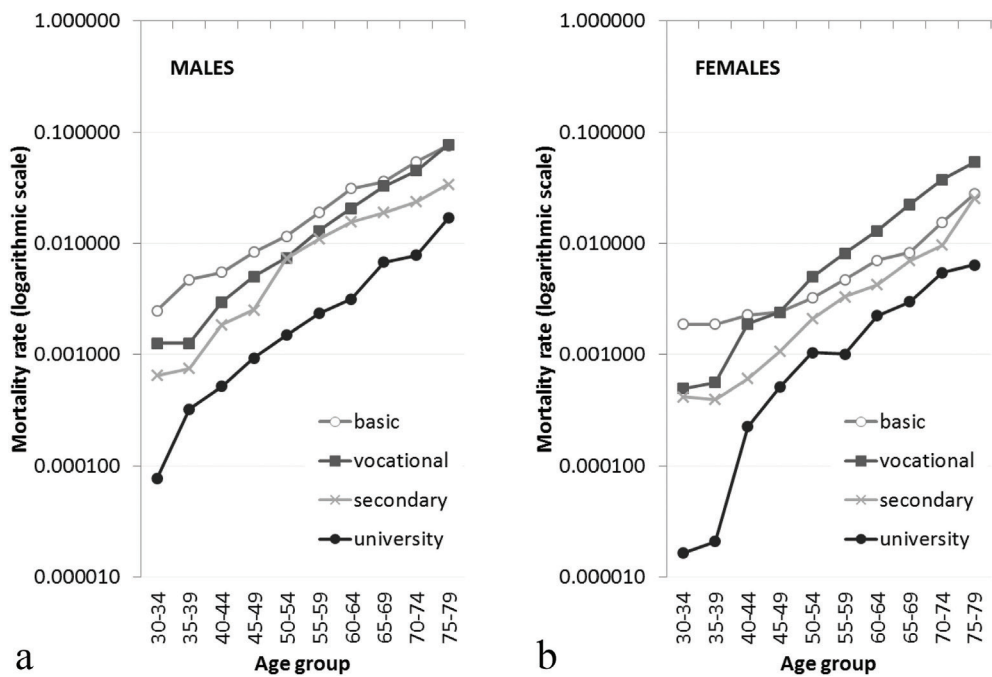 MALES
1.000000
0.100000
0.010000
0.001000
0.000100
0.000010
Mortality rate (logarithmic scale)
basic
vocational
secondary
university
30-34
35-39
40-44
45-49
50-54
55-59
60-64
65-69
70-74
75-79
Age group
a
FEMALES
1.000000
0.100000
0.010000
0.001000
0.000100
0.000010
Mortality rate (logarithmic scale)
basic
vocational
secondary
university
30-34
35-39
40-44
45-49
50-54
55-59
60-64
65-69
70-74
75-79
Age group
b